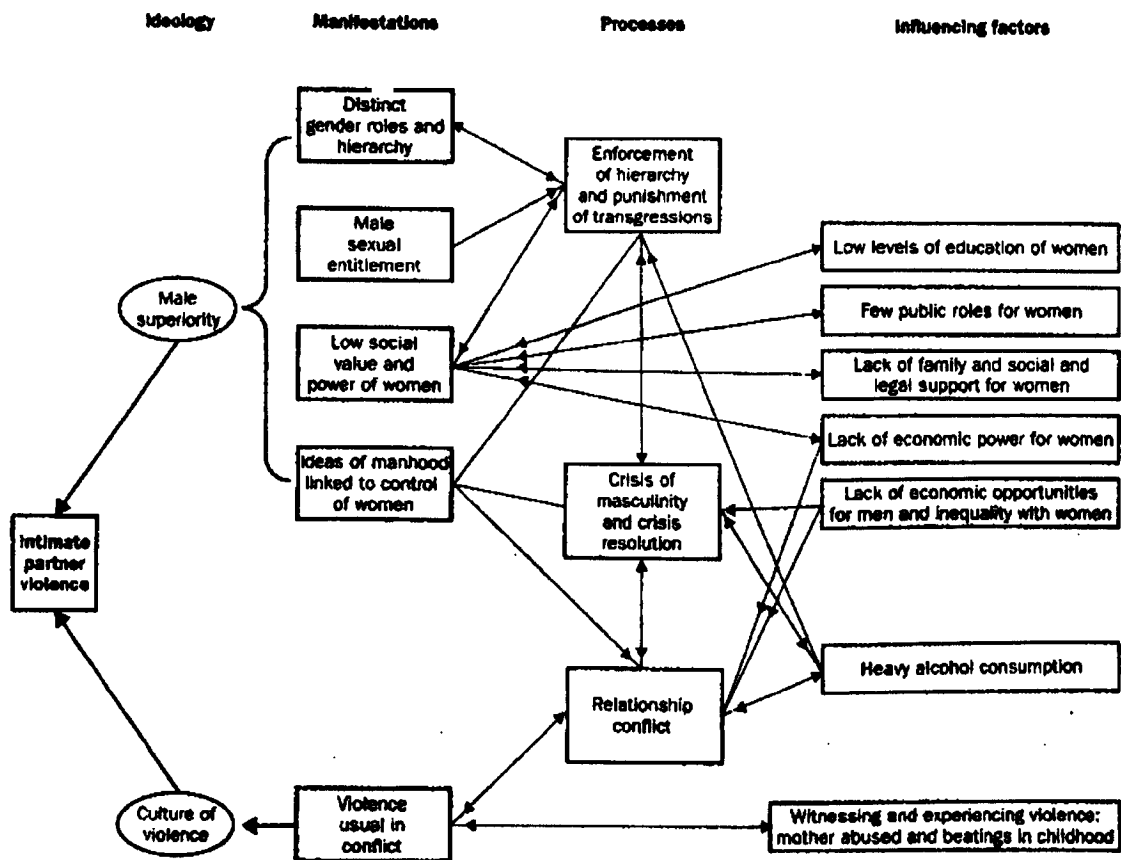 Ideology
Manifestations
Processes
Influencing factors
Distinct
gender roles and
hierarchy
Male
sexual
entitlement
Low social
value and
power of women
Ideas of manhood
linked to control
of women
Violence
usual in
conflict
Male
superiority
Culture of
violence
Intimate
partner
violence
Enforcement
of hierarchy
and punishment
of transgressions
Crisis of
masculinity
and crisis
resolution
Relationship
conflict
Low levels of education of women
Few public roles for women
Lack of family and social and
legal support for women
Lack of economic power for women
Lack of economic opportunities
for men and inequality with women
Heavy alcohol consumption
Witnessing and experiencing violence:
mother abused and beatings in childhood